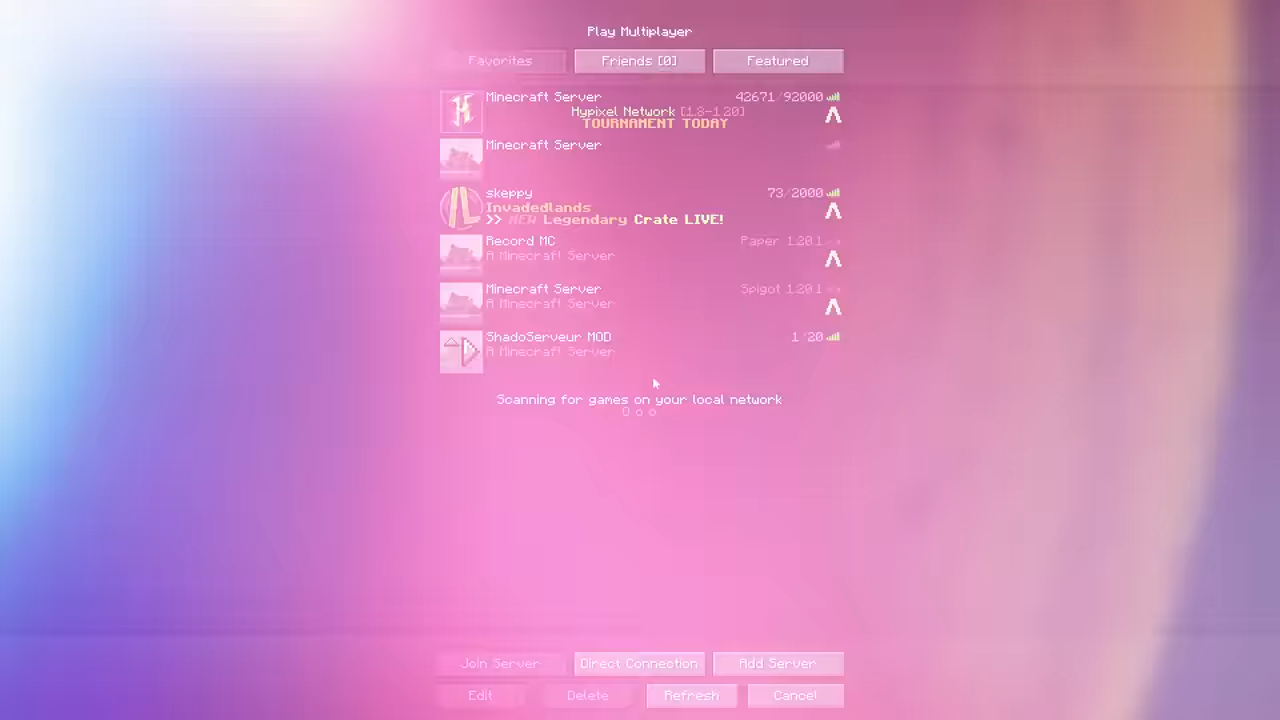 Play Multiplayer
Favorites
Friends [0]
Featured
Minecraft Server
42671/92000
Hypixel Network [1.8-1.20]
TOURNAMENT TODAY
Minecraft Server
skeppy
73/2000
Invadedlands
>> NEW Legendary Crate LIVE!
Record MC
Paper 1.20.1
A Minecraft Server
Minecraft Server
Spigot 1.20.1
A Minecraft Server
ShadoServeur MOD
1/20
A Minecraft Server
Scanning for games on your local network
O o o
Join Server
Direct Connection
Add Server
Edit
Delete
Refresh
Cancel